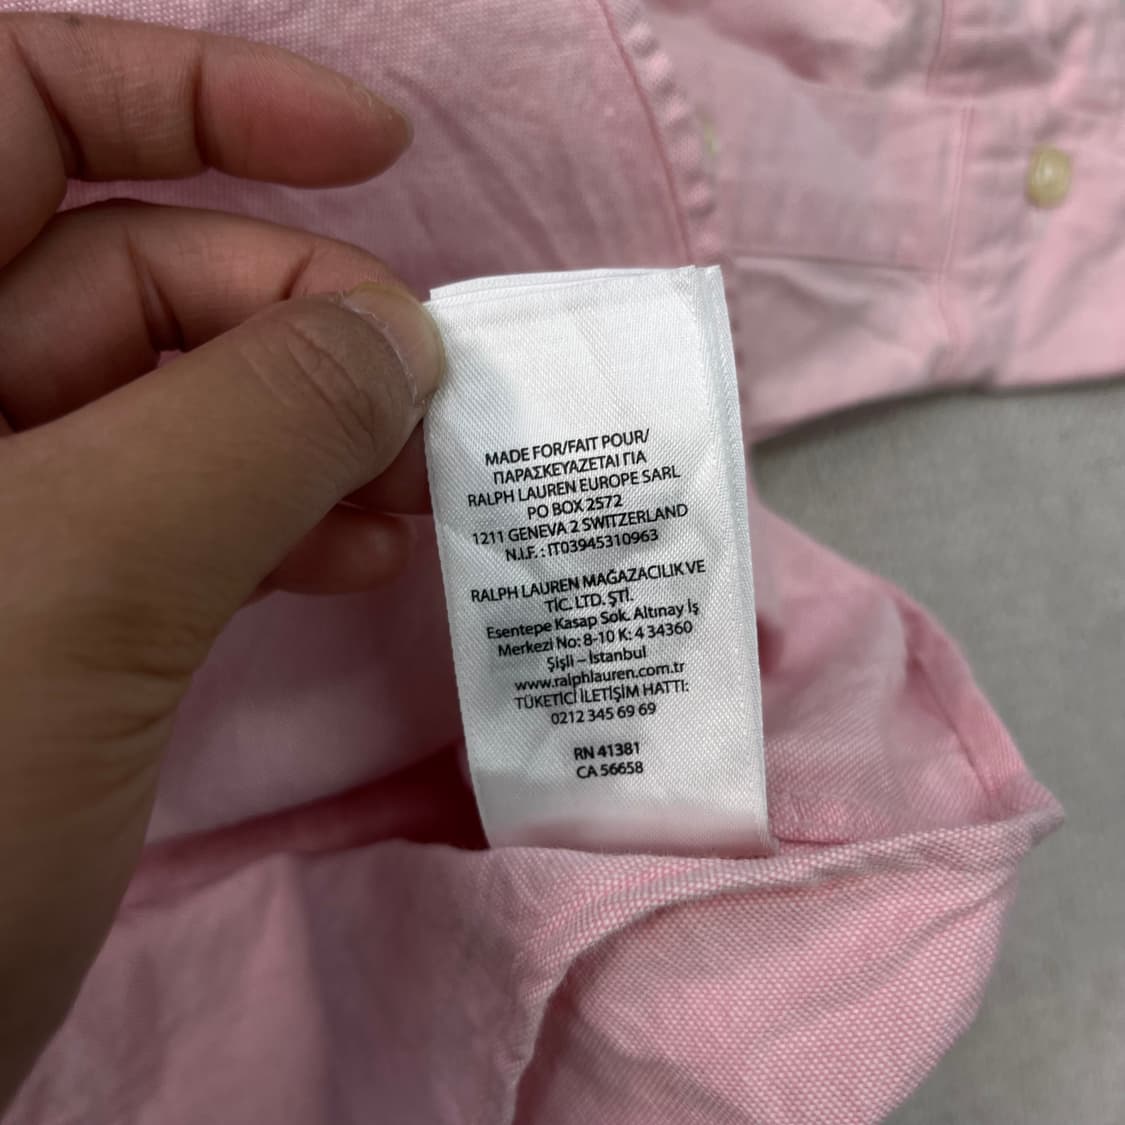 MADE FOR/FAIT POUR/
ΠΑΡΑΣΚΕΥΑΖΕΤΑΙ ΓΙΑ
RALPH LAUREN EUROPE SARL
PO BOX 2572
1211 GENEVA 2 SWITZERLAND
N.I.F. : IT03945310963
RALPH LAUREN MAĞAZACILIK VE
TİC. LTD. ŞTİ.
Esentepe Kasap Sok. Altınay İş
Merkezi No: 8-10 K: 4 34360
Şişli – İstanbul
www.ralphlauren.com.tr
TÜKETİCİ İLETİŞİM HATTI:
0212 345 69 69
RN 41381
CA 56658